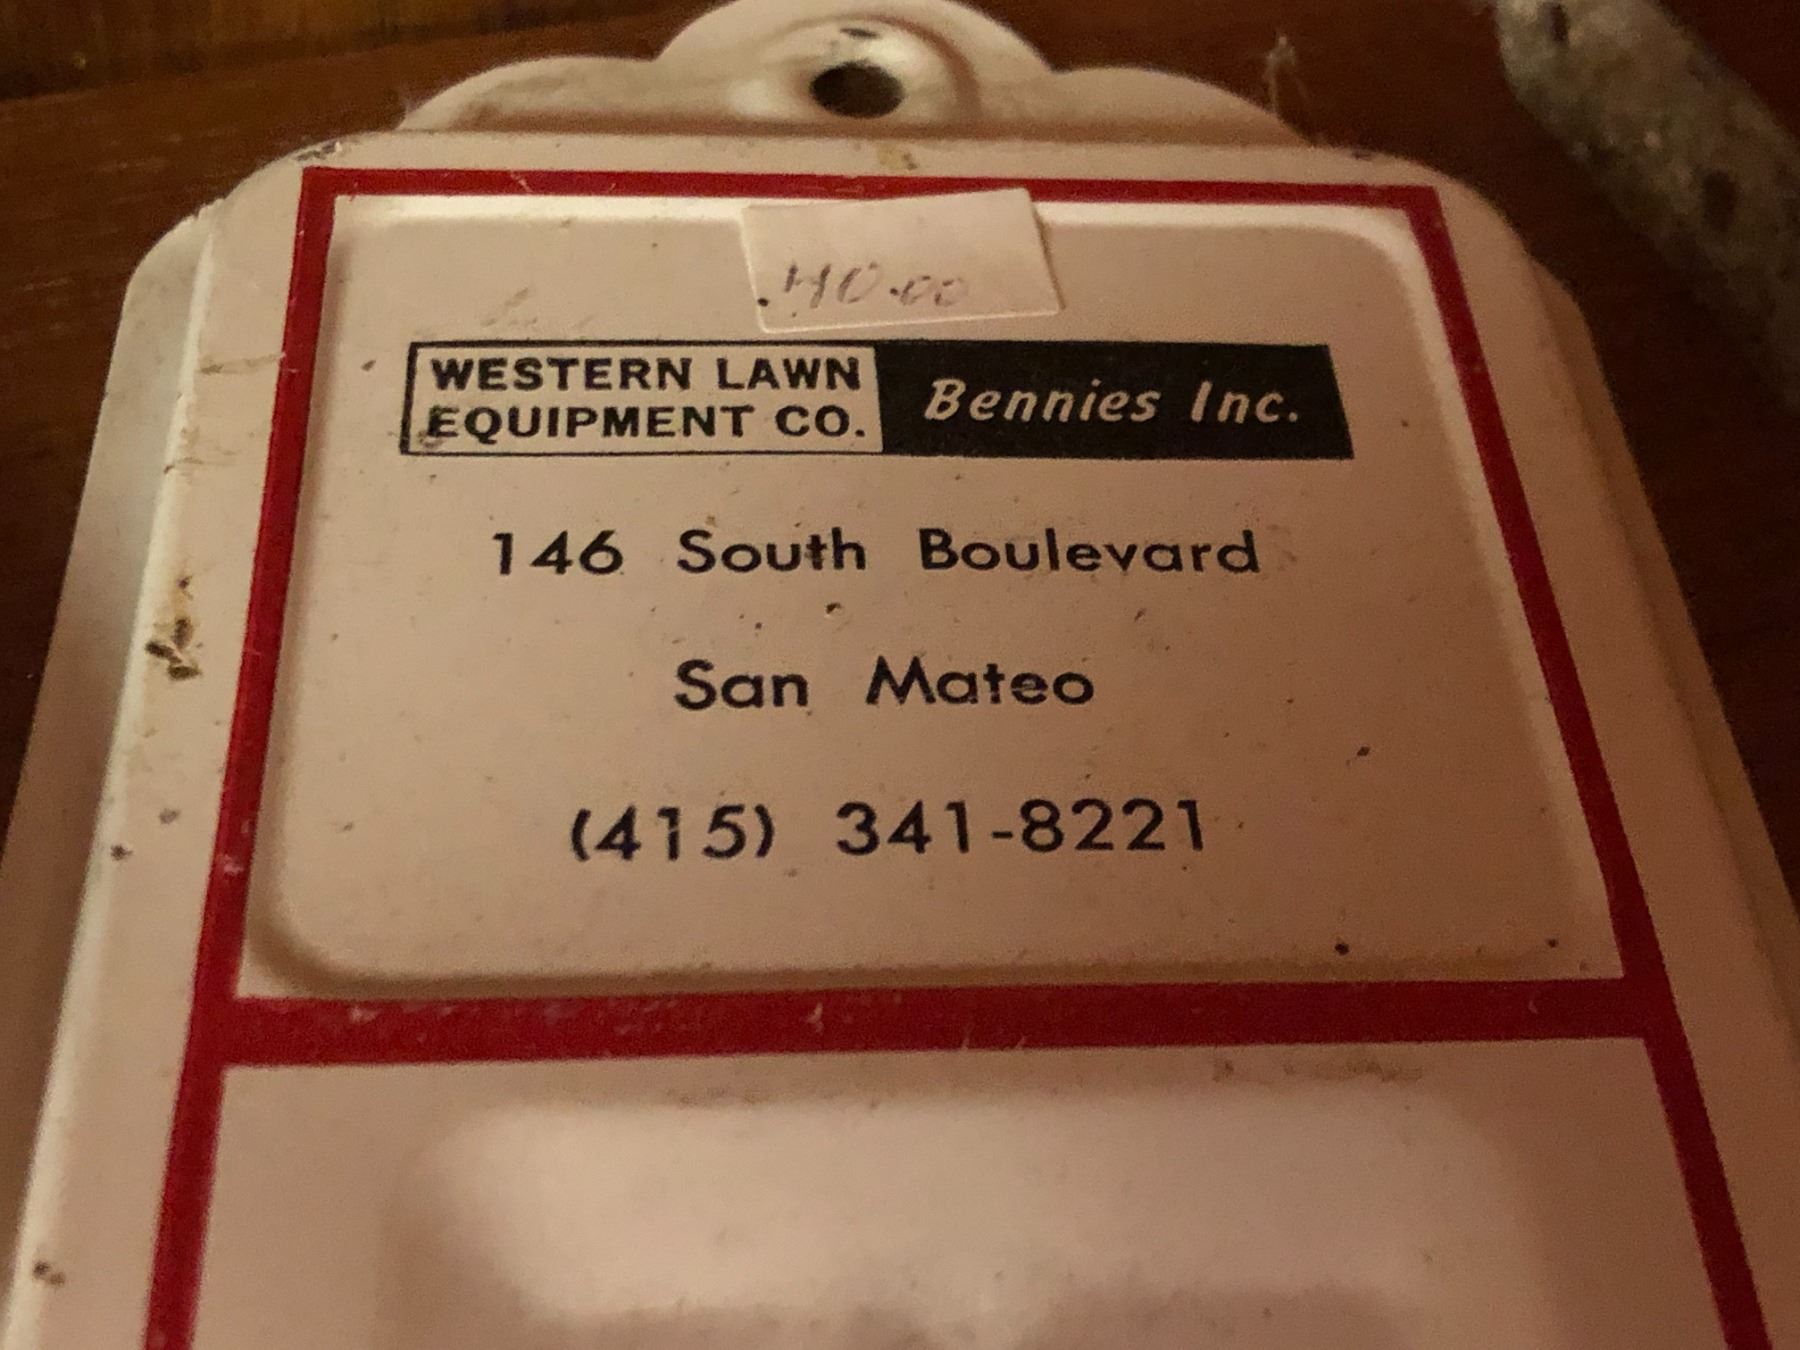 40.00
WESTERN LAWN
EQUIPMENT CO.
Bennies Inc.
146 South Boulevard
San Mateo
(415) 341-8221